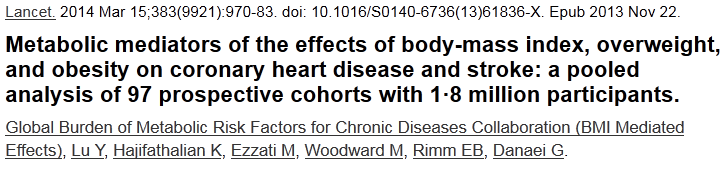 Lancet. 2014 Mar 15;383(9921):970-83. doi: 10.1016/S0140-6736(13)61836-X. Epub 2013 Nov 22.
Metabolic mediators of the effects of body-mass index, overweight,
and obesity on coronary heart disease and stroke: a pooled
analysis of 97 prospective cohorts with 1·8 million participants.
Global Burden of Metabolic Risk Factors for Chronic Diseases Collaboration (BMI Mediated
Effects), Lu Y, Hajifathalian K, Ezzati M, Woodward M, Rimm EB, Danaei G.